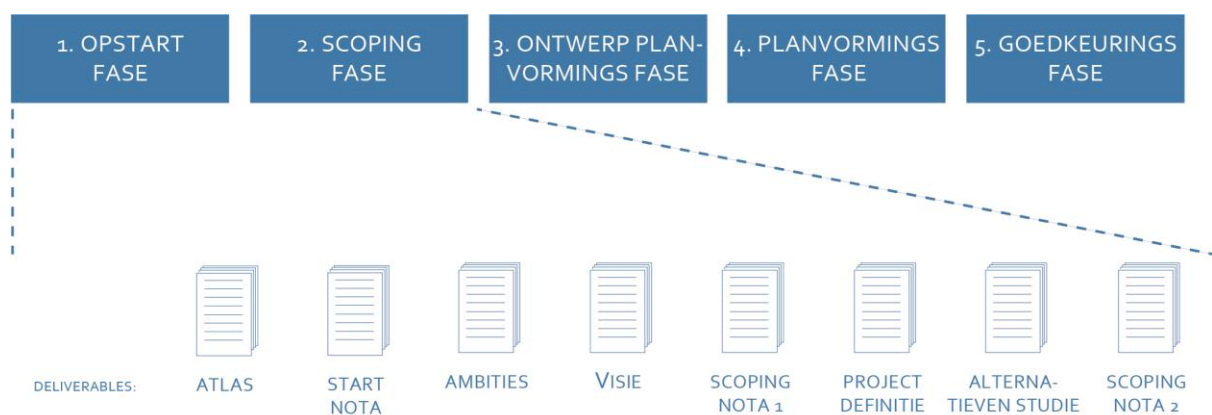 1. OPSTART
FASE
2. SCOPING
FASE
3. ONTWERP PLAN-
VORMINGS FASE
4. PLANVORMINGS
FASE
5. GOEDKEURINGS
FASE
DELIVERABLES:
ATLAS
START
NOTA
AMBITIES
VISIE
SCOPING
NOTA 1
PROJECT
DEFINITIE
ALTERNA-
TIEVEN STUDIE
SCOPING
NOTA 2